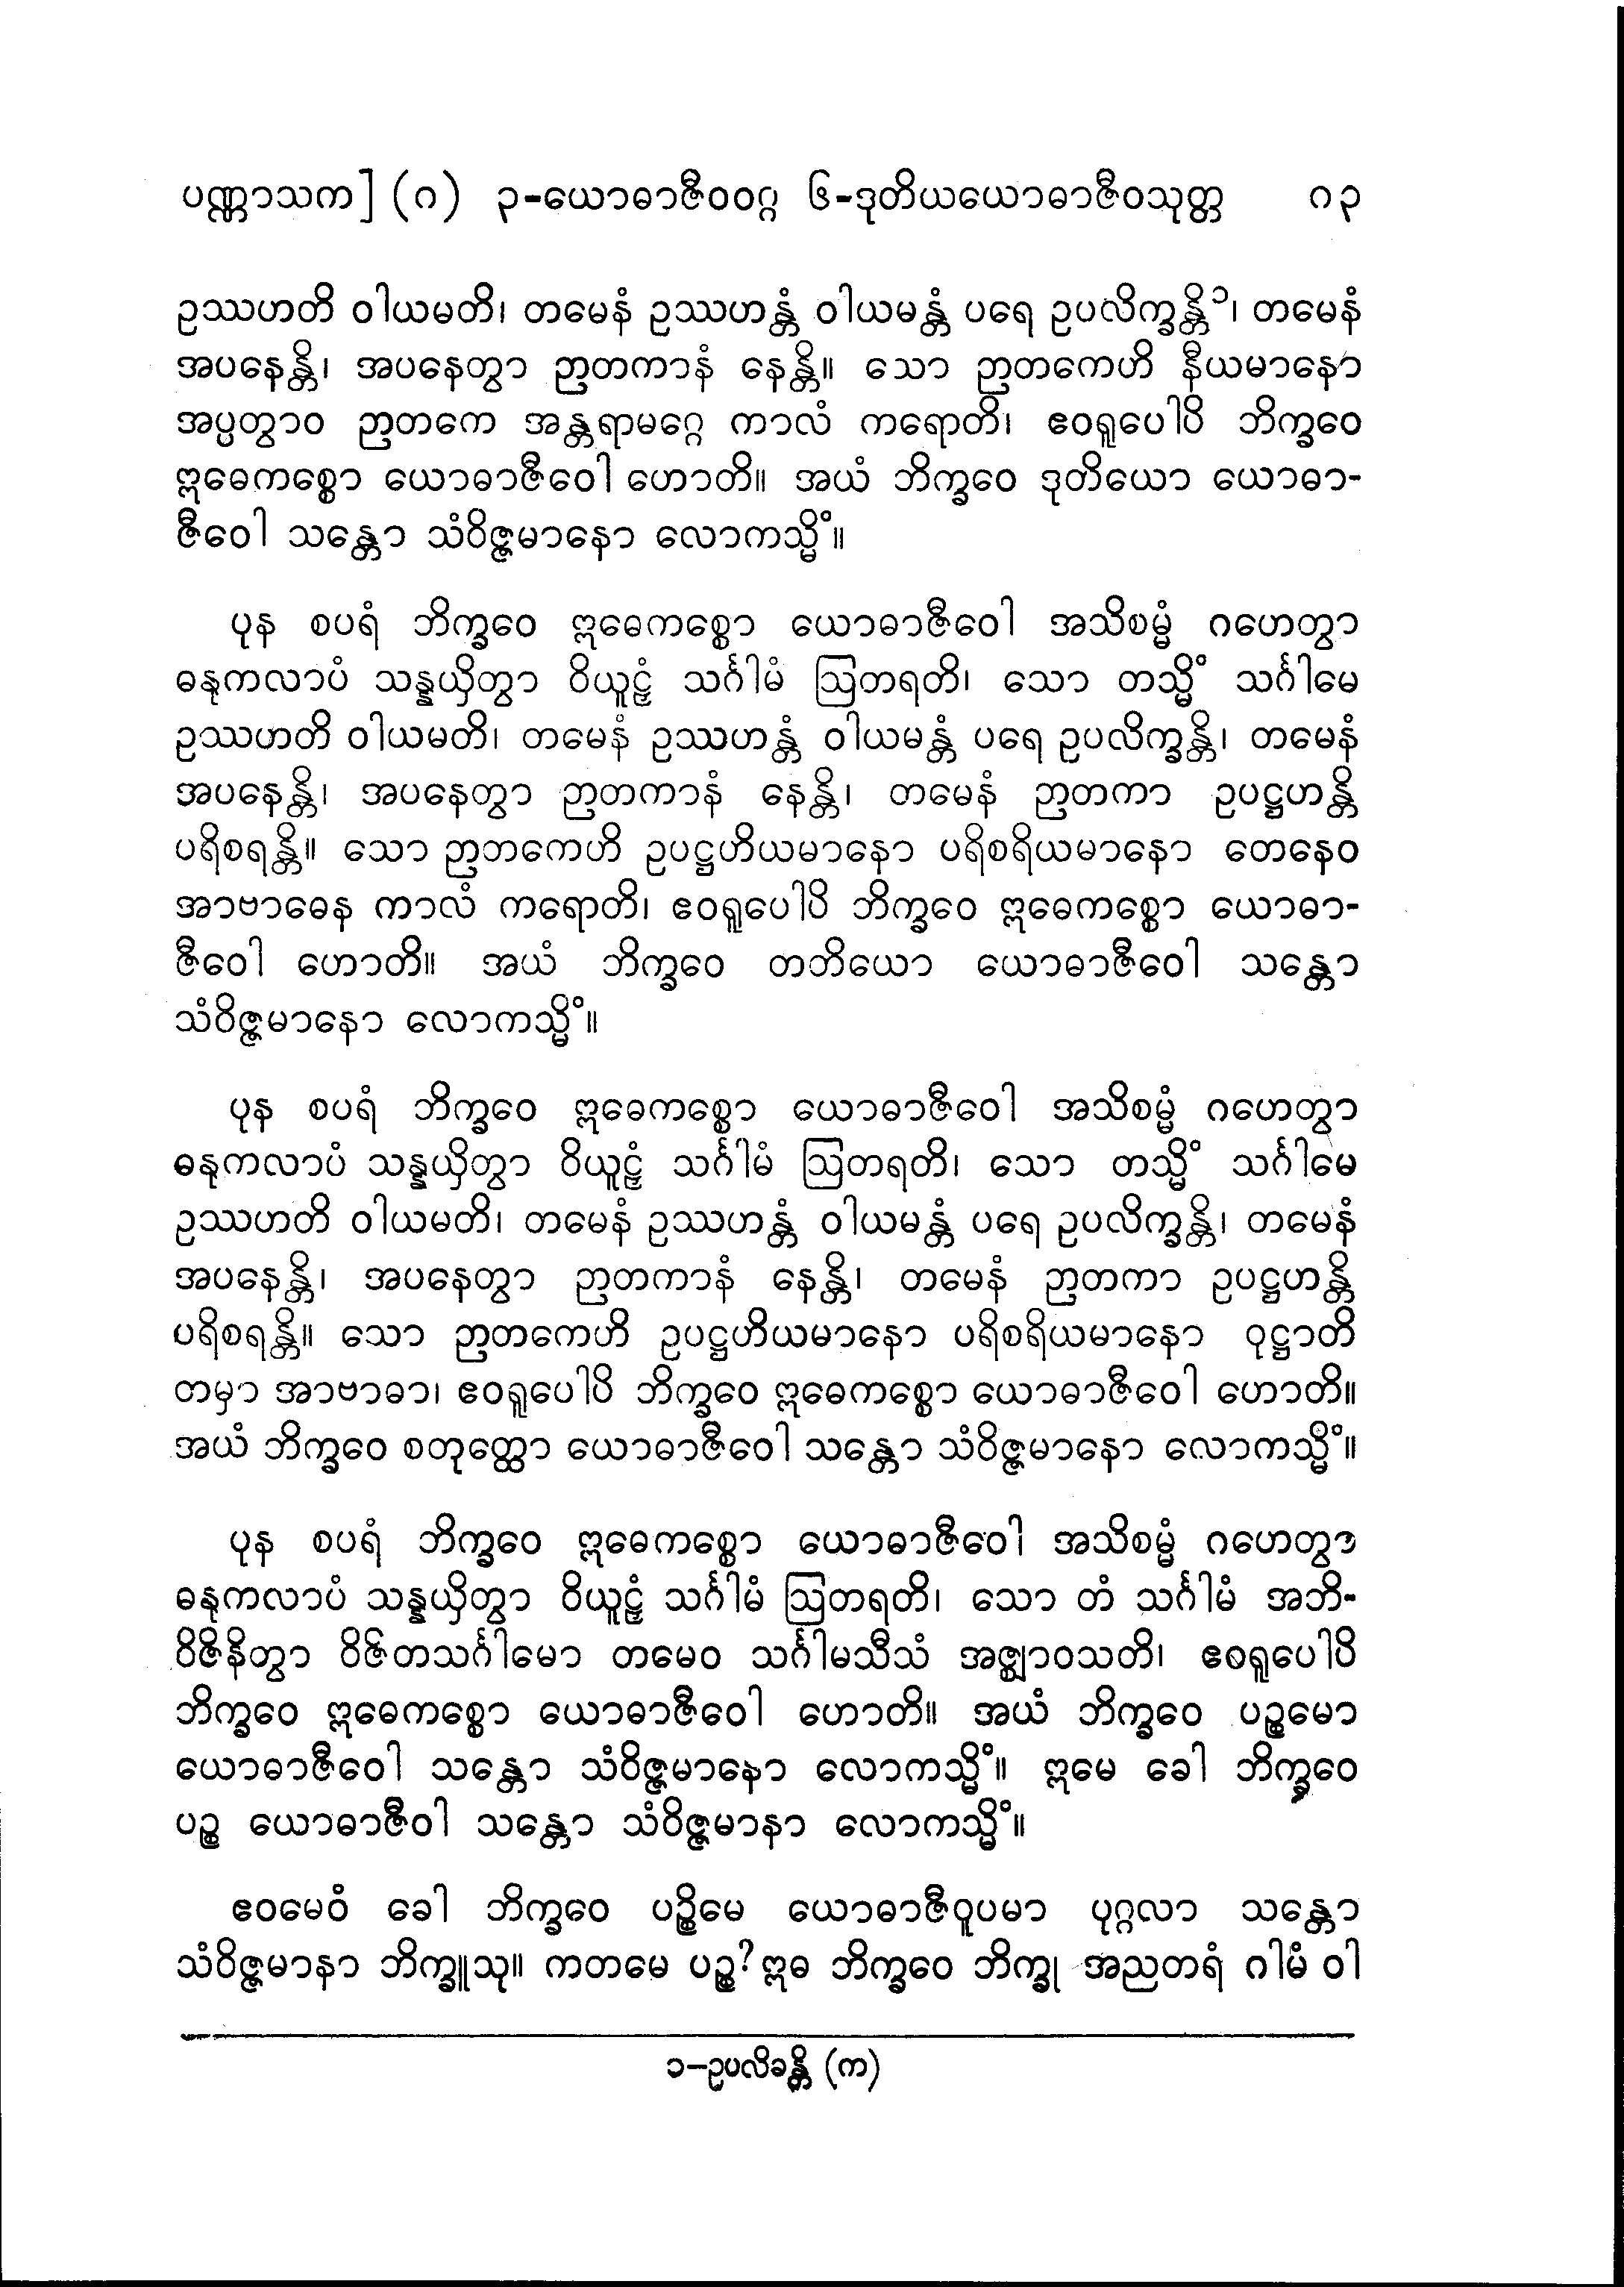 ပဏ္ဏာသက] (ဂ) ၃-ယောဓာဇီဝဝဂ္ဂ ၆-ဒုတိယယောဓာဇီဝသုတ္တ ဂ၃
ဥဿဟတိ ဝါယမတိ၊ တမေနံ ဥဿဟန္တံ ဝါယမန္တံ ပရေ ဥပလိက္ခန္တိ၁၊ တမေနံ
အပနေန္တိ၊ အပနေတွာ ဉာတကာနံ နေန္တိ။ သော ဉာတကေဟိ နီယမာနော
အပ္ပတွာဝ ဉာတကေ အန္တရာမဂ္ဂေ ကာလံ ကရောတိ၊ ဧဝရူပေါပိ ဘိက္ခဝေ
ဣဓေကစ္စော ယောဓာဇီဝေါ ဟောတိ။ အယံ ဘိက္ခဝေ ဒုတိယော ယောဓာ-
ဇီဝေါ သန္တော သံဝိဇ္ဇမာနော လောကသ္မိံ။
ပုန စပရံ ဘိက္ခဝေ ဣဓေကစ္စော ယောဓာဇီဝေါ အသိစမ္မံ ဂဟေတွာ
ဓနုကလာပံ သန္နယှိတွာ ဝိယူဠှံ သင်္ဂါမံ ဩတရတိ၊ သော တသ္မိံ သင်္ဂါမေ
ဥဿဟတိ ဝါယမတိ၊ တမေနံ ဥဿဟန္တံ ဝါယမန္တံ ပရေ ဥပလိက္ခန္တိ၊ တမေနံ
အပနေန္တိ၊ အပနေတွာ ဉာတကာနံ နေန္တိ၊ တမေနံ ဉာတကာ ဥပဋ္ဌဟန္တိ
ပရိစရန္တိ။ သော ဉာဘကေဟိ ဥပဋ္ဌဟိယမာနော ပရိစရိယမာနော တေနေဝ
အာဗာဓေန ကာလံ ကရောတိ၊ ဧဝရူပေါပိ ဘိက္ခဝေ ဣဓေကစ္စော ယောဓာ-
ဇီဝေါ ဟောတိ။ အယံ ဘိက္ခဝေ တဘိယော ယောဓာဇီဝေါ သန္တော
သံဝိဇ္ဇမာနော လောကသ္မိံ။
ပုန စပရံ ဘိက္ခဝေ ဣဓေကစ္စော ယောဓာဇီဝေါ အသိစမ္မံ ဂဟေတွာ
ဓနုကလာပံ သန္နယှိတွာ ဝိယူဠှံ သင်္ဂါမံ ဩတရတိ၊ သော တသ္မိံ သင်္ဂါမေ
ဥဿဟတိ ဝါယမတိ၊ တမေနံ ဥဿဟန္တံ ဝါယမန္တံ ပရေ ဥပလိက္ခန္တိ၊ တမေနံ
အပနေန္တိ၊ အပနေတွာ ဉာတကာနံ နေန္တိ၊ တမေနံ ဉာတကာ ဥပဋ္ဌဟန္တိ
ပရိစရန္တိ။ သော ဉာတကေဟိ ဥပဋ္ဌဟိယမာနော ပရိစရိယမာနော ဝုဋ္ဌာတိ
တမှာ အာဗာဓာ၊ ဧဝရူပေါပိ ဘိက္ခဝေ ဣဓေကစ္စော ယောဓာဇီဝေါ ဟောတိ။
အယံ ဘိက္ခဝေ စတုတ္ထော ယောဓာဇီဝေါ သန္တော သံဝိဇ္ဇမာနော လောကသ္မိံ။
ပုန စပရံ ဘိက္ခဝေ ဣဓေကစ္စော ယောဓာဇီဝေါ အသိစမ္မံ ဂဟေတွာ
ဓနုကလာပံ သန္နယှိတွာ ဝိယူဠှံ သင်္ဂါမံ ဩတရတိ၊ သော တံ သင်္ဂါမံ အဘိ-
ဝိဇိနိတွာ ဝိဇိတသင်္ဂါမော တမေဝ သင်္ဂါမသီသံ အဇ္ဈာဝသတိ၊ ဧဝရူပေါပိ
ဘိက္ခဝေ ဣဓေကစ္စော ယောဓာဇီဝေါ ဟောတိ။ အယံ ဘိက္ခဝေ ပဉ္စမော
ယောဓာဇီဝေါ သန္တော သံဝိဇ္ဇမာနော လောကသ္မိံ။ ဣမေ ခေါ ဘိက္ခဝေ
ပဉ္စ ယောဓာဇီဝါ သန္တော သံဝိဇ္ဇမာနာ လောကသ္မိံ။
ဧဝမေဝံ ခေါ ဘိက္ခဝေ ပဉ္စိမေ ယောဓာဇီဝူပမာ ပုဂ္ဂလာ သန္တော
သံဝိဇ္ဇမာနာ ဘိက္ခူသု။ ကတမေ ပဉ္စ? ဣဓ ဘိက္ခဝေ ဘိက္ခု အညတရံ ဂါမံ ဝါ
၁-ဥပလိခန္တိ (က)